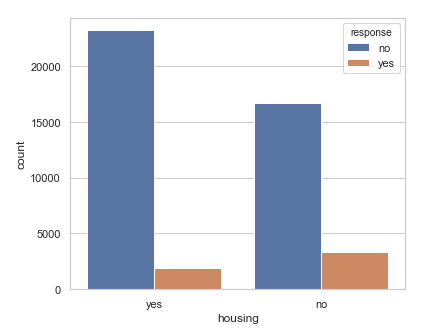 response
no
yes
20000
15000
10000
5000
0
count
yes no
housing